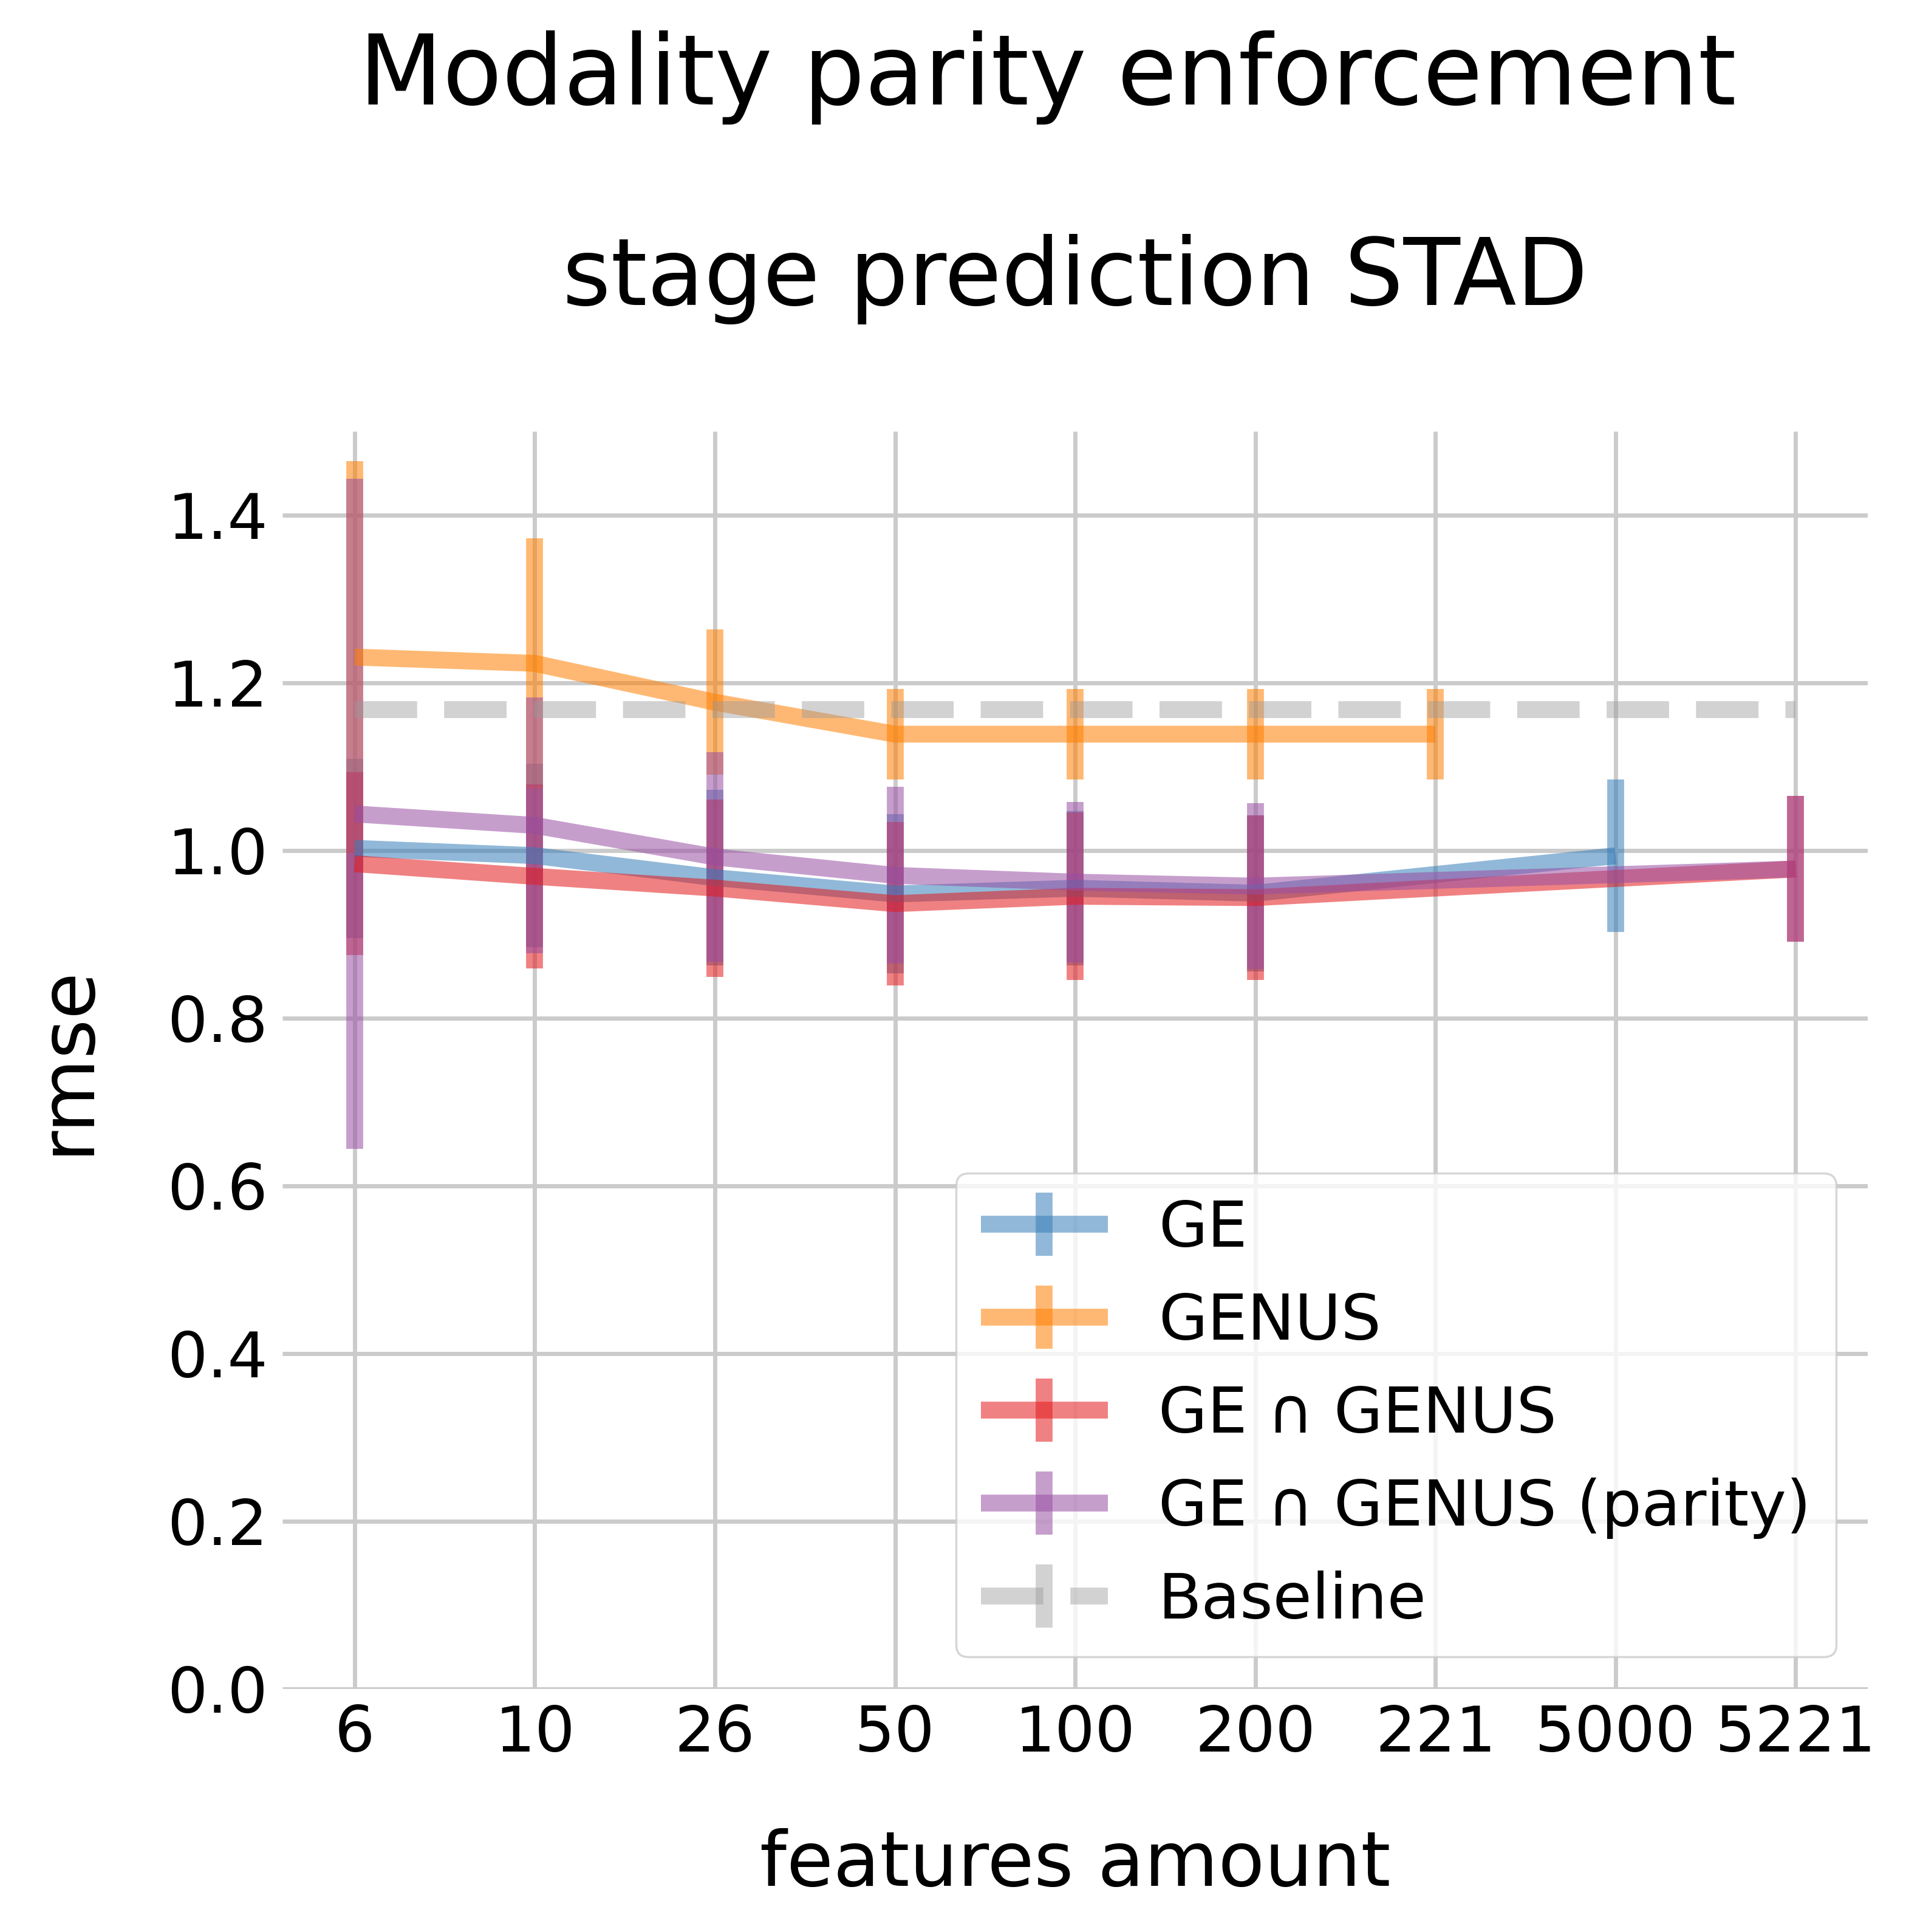 Modality parity enforcement
stage prediction STAD
1.4
1.2
1.0
0.8
0.6
0.4
0.2
0.0
rmse
GE
GENUS
GE ∩ GENUS
GE ∩ GENUS (parity)
Baseline
6 10 26 50 100 200 221 5000 5221
features amount